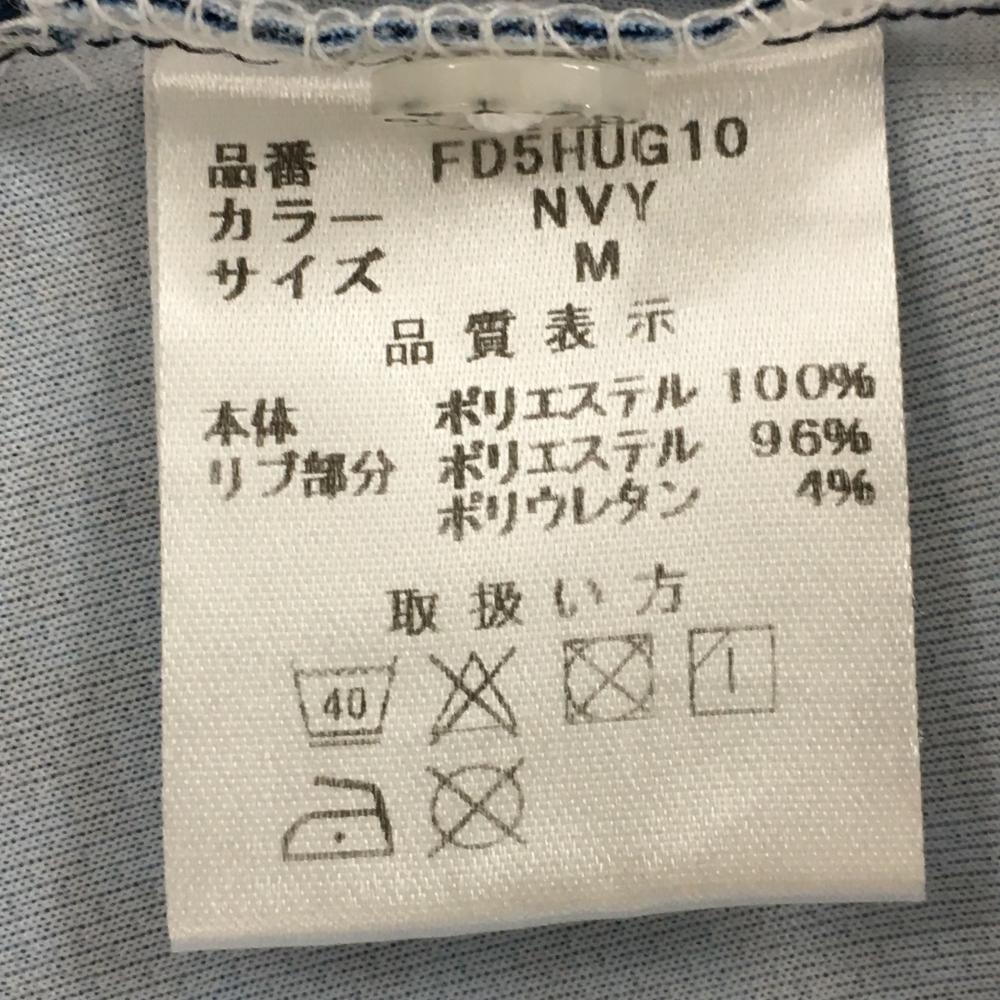 品番 FD5HUG10
カラー NVY
サイズ M
品質表示
本体 ポリエステル 100%
リブ部分 ポリエステル 96%
ポリウレタン 4%
取扱い方
40